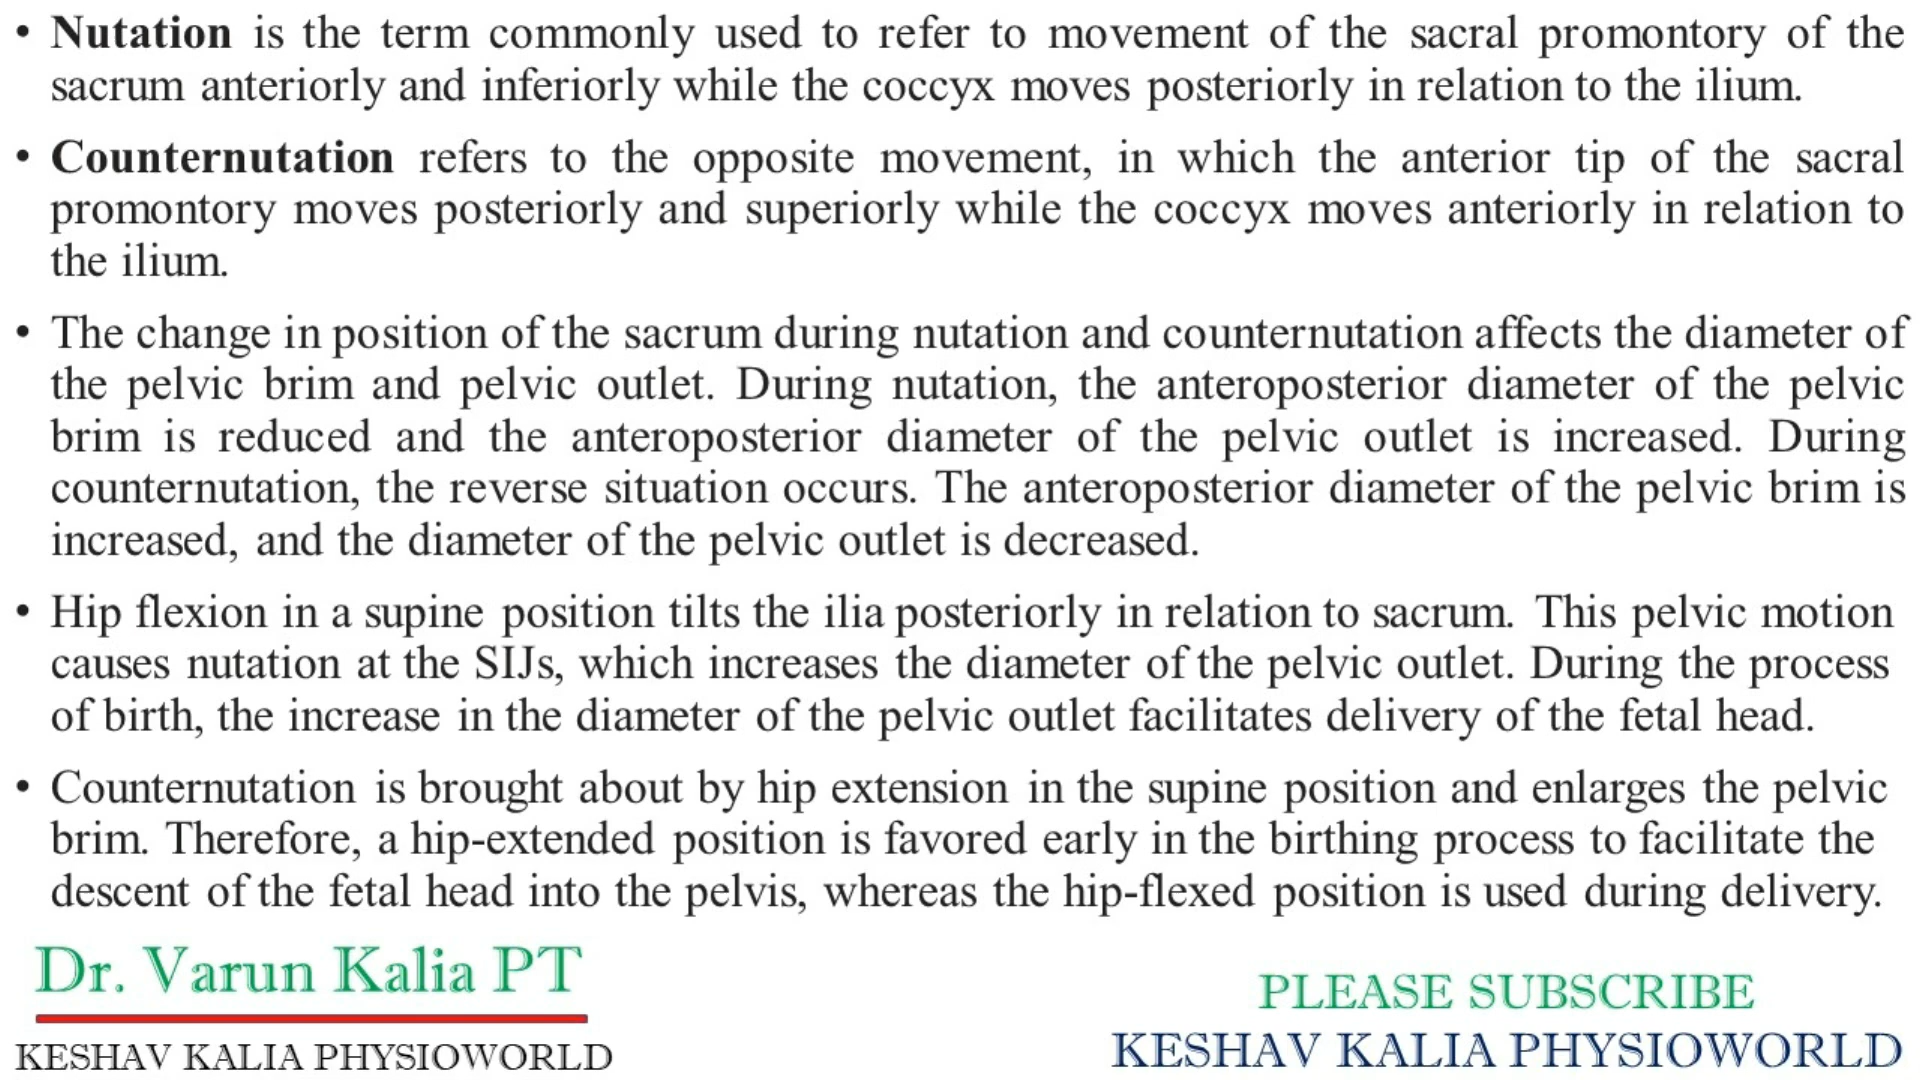 • Nutation is the term commonly used to refer to movement of the sacral promontory of the
sacrum anteriorly and inferiorly while the coccyx moves posteriorly in relation to the ilium.
• Counternutation refers to the opposite movement, in which the anterior tip of the sacral
promontory moves posteriorly and superiorly while the coccyx moves anteriorly in relation to
the ilium.
• The change in position of the sacrum during nutation and counternutation affects the diameter of
the pelvic brim and pelvic outlet. During nutation, the anteroposterior diameter of the pelvic
brim is reduced and the anteroposterior diameter of the pelvic outlet is increased. During
counternutation, the reverse situation occurs. The anteroposterior diameter of the pelvic brim is
increased, and the diameter of the pelvic outlet is decreased.
• Hip flexion in a supine position tilts the ilia posteriorly in relation to sacrum. This pelvic motion
causes nutation at the SIJs, which increases the diameter of the pelvic outlet. During the process
of birth, the increase in the diameter of the pelvic outlet facilitates delivery of the fetal head.
• Counternutation is brought about by hip extension in the supine position and enlarges the pelvic
brim. Therefore, a hip-extended position is favored early in the birthing process to facilitate the
descent of the fetal head into the pelvis, whereas the hip-flexed position is used during delivery.
Dr. Varun Kalia PT
KESHAV KALIA PHYSIOWORLD
PLEASE SUBSCRIBE
KESHAV KALIA PHYSIOWORLD